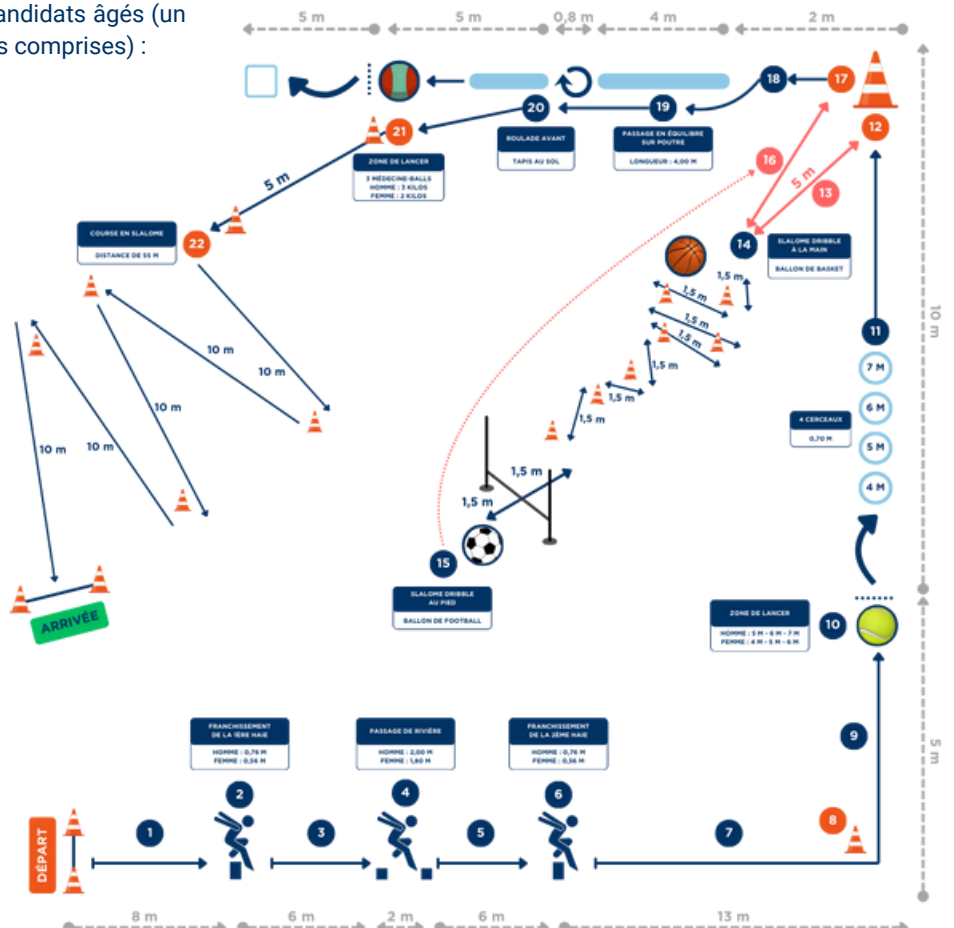 andidats âgés (un
s comprises) :
5 m
5 m
0,8 m
4 m
2 m
18
17
20
19
12
21
ROULADE AVANT
TAPIS AU SOL
PASSAGE EN ÉQUILIBRE
SUR POUTRE
LONGUEUR : 4,00 M
16
ZONE DE LANCER
3 MÉDECINE-BALLS
HOMME : 3 KILOS
FEMME : 2 KILOS
5 m
5 m
13
COURSE EN SLALOME
DISTANCE DE 55 M
22
14
SLALOME DRIBBLE
À LA MAIN
BALLON DE BASKET
1,5 m
1,5 m
1,5 m
1,5 m
10 m
11
10 m
10 m
1,5 m
7 M
1,5 m
10 m
6 M
1,5 m
4 CERCEAUX
0,70 M
10 m
10 m
5 M
1,5 m
4 M
1,5 m
15
SLALOME DRIBBLE
AU PIED
BALLON DE FOOTBALL
ARRIVÉE
ZONE DE LANCER
HOMME : 5 M - 6 M - 7 M
FEMME : 4 M - 5 M - 6 M
10
FRANCHISSEMENT
DE LA 1ÈRE HAIE
HOMME : 0,76 M
FEMME : 0,56 M
PASSAGE DE RIVIÈRE
HOMME : 2,00 M
FEMME : 1,80 M
FRANCHISSEMENT
DE LA 2ÈME HAIE
HOMME : 0,76 M
FEMME : 0,56 M
9
5 m
2
4
6
8
DÉPART
1
3
5
7
8 m
6 m
2 m
6 m
13 m